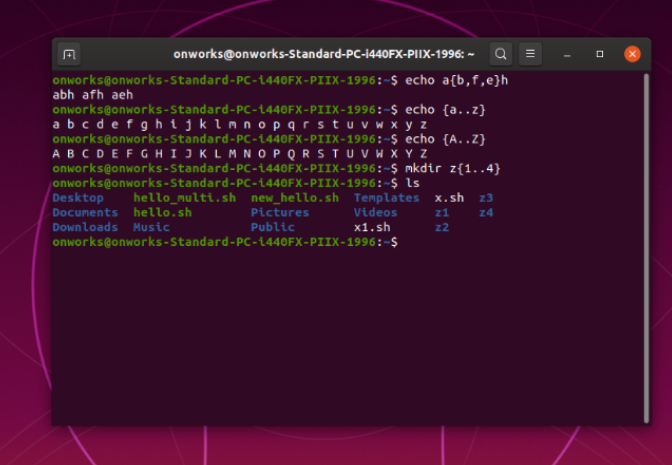 onworks@onworks-Standard-PC-i440FX-PIIX-1996: ~
onworks@onworks-Standard-PC-i440FX-PIIX-1996:~$ echo a{b,f,e}h
abh afh aeh
onworks@onworks-Standard-PC-i440FX-PIIX-1996:~$ echo {a..z}
a b c d e f g h i j k l m n o p q r s t u v w x y z
onworks@onworks-Standard-PC-i440FX-PIIX-1996:~$ echo {A..Z}
A B C D E F G H I J K L M N O P Q R S T U V W X Y Z
onworks@onworks-Standard-PC-i440FX-PIIX-1996:~$ mkdir z{1..4}
onworks@onworks-Standard-PC-i440FX-PIIX-1996:~$ ls
Desktop hello_multi.sh new_hello.sh Templates x.sh z3
Documents hello.sh Pictures Videos z1 z4
Downloads Music Public x1.sh z2
onworks@onworks-Standard-PC-i440FX-PIIX-1996:~$